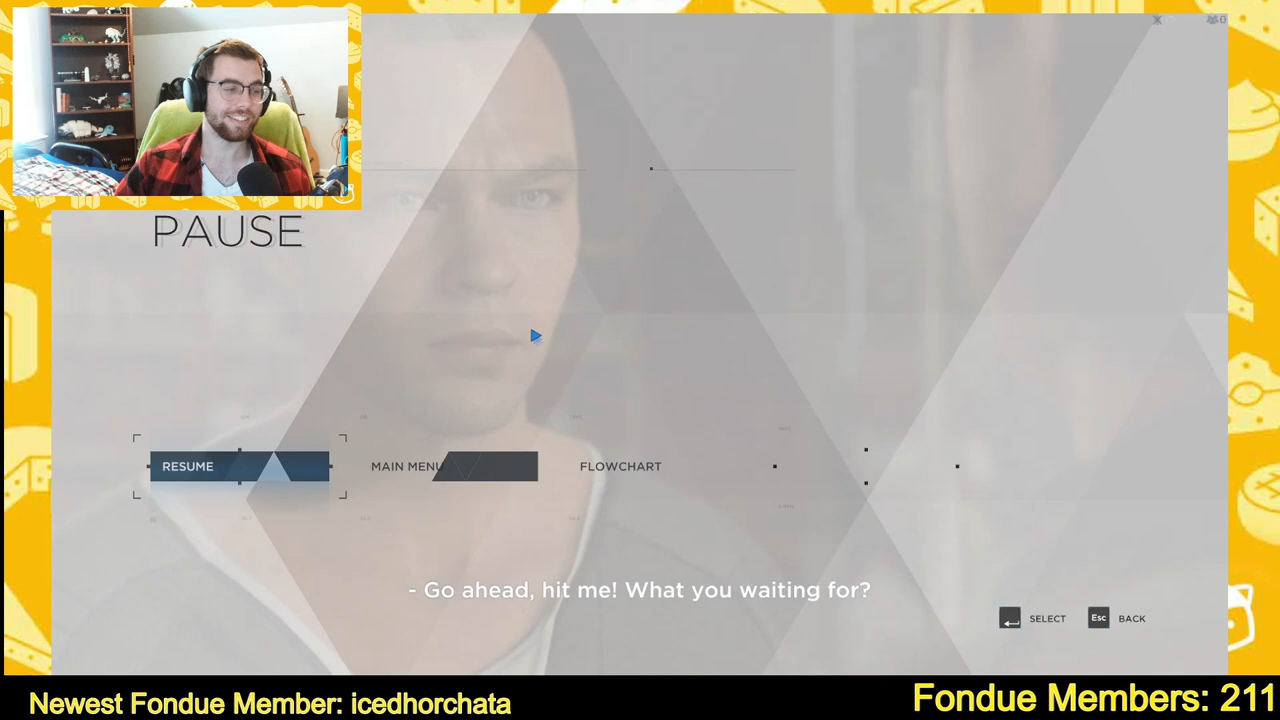 0
PAUSE
RESUME
MAIN MENU
FLOWCHART
- Go ahead, hit me! What you waiting for?
SELECT
Esc BACK
Newest Fondue Member: icedhorchata
Fondue Members: 211